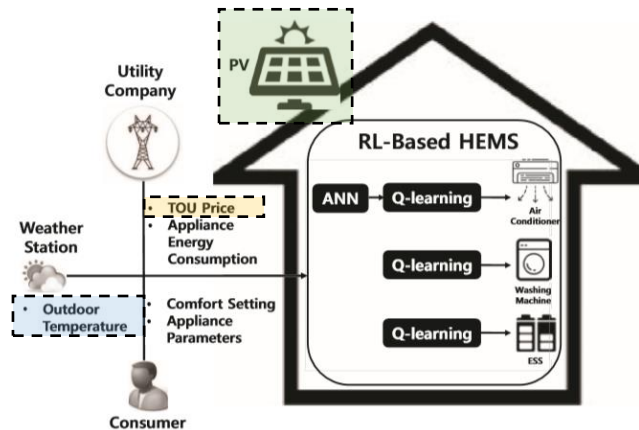 PV
Utility
Company
RL-Based HEMS
ANN
Q-learning
Air
Conditioner
• TOU Price
• Appliance
Energy
Consumption
Weather
Station
Q-learning
Washing
Machine
• Outdoor
Temperature
• Comfort Setting
• Appliance
Parameters
Q-learning
ESS
Consumer